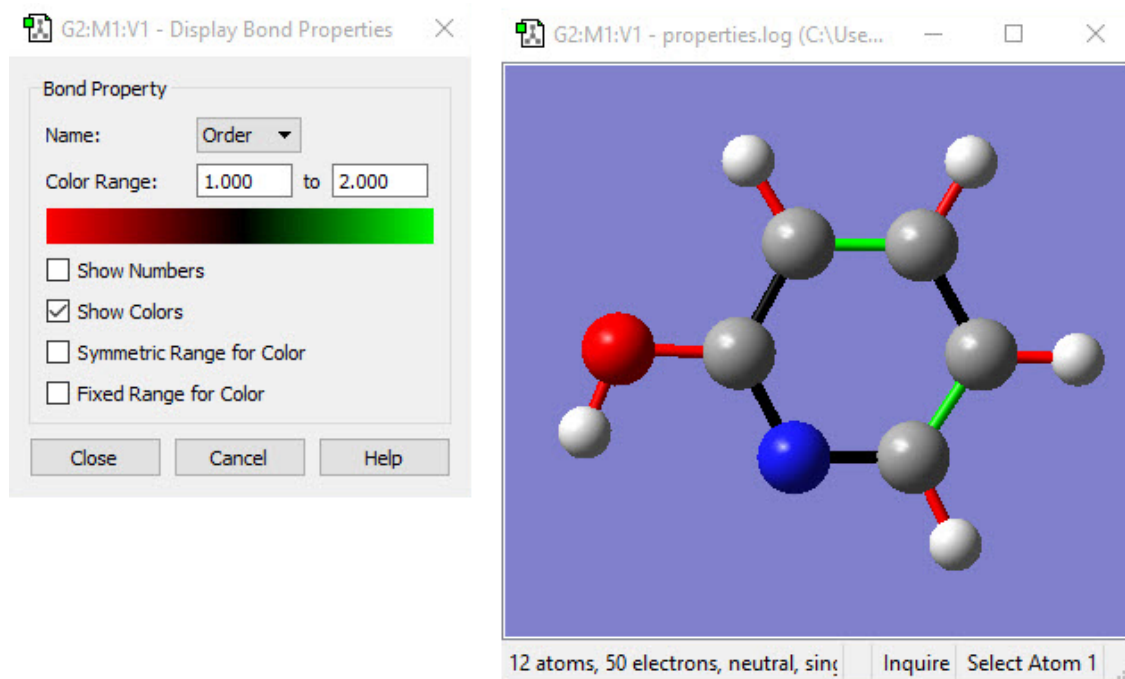 G2:M1:V1 - Display Bond Properties
Bond Property
Name: Order
Color Range: 1.000 to 2.000
Show Numbers
Show Colors
Symmetric Range for Color
Fixed Range for Color
Close Cancel Help
G2:M1:V1 - properties.log (C:\Use...
12 atoms, 50 electrons, neutral, Inquire Select Atom 1